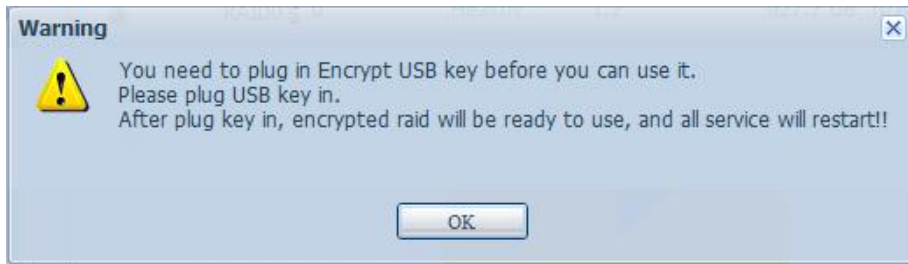 Warning
You need to plug in Encrypt USB key before you can use it.
Please plug USB key in.
After plug key in, encrypted raid will be ready to use, and all service will restart!!
OK